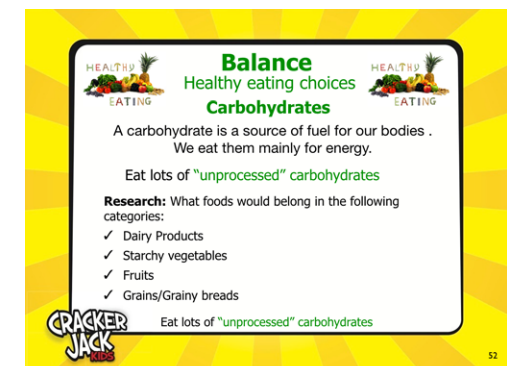 HEALTHY
EATING
Balance
Healthy eating choices
Carbohydrates
HEALTHY
EATING
A carbohydrate is a source of fuel for our bodies .
We eat them mainly for energy.
Eat lots of “unprocessed” carbohydrates
Research: What foods would belong in the following
categories:
✓ Dairy Products
✓ Starchy vegetables
✓ Fruits
✓ Grains/Grainy breads
Eat lots of “unprocessed” carbohydrates
CRACKER
JACK
KIDS
52